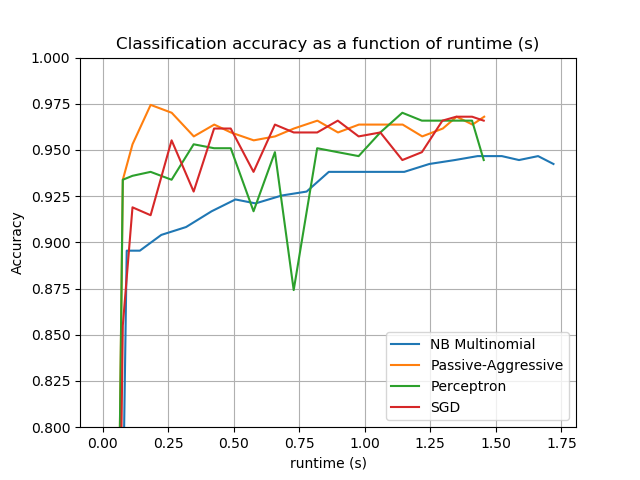 Classification accuracy as a function of runtime (s)
1.000
0.975
0.950
0.925
0.900
0.875
0.850
0.825
0.800
Accuracy
NB Multinomial
Passive-Aggressive
Perceptron
SGD
0.00 0.25 0.50 0.75 1.00 1.25 1.50 1.75
runtime (s)